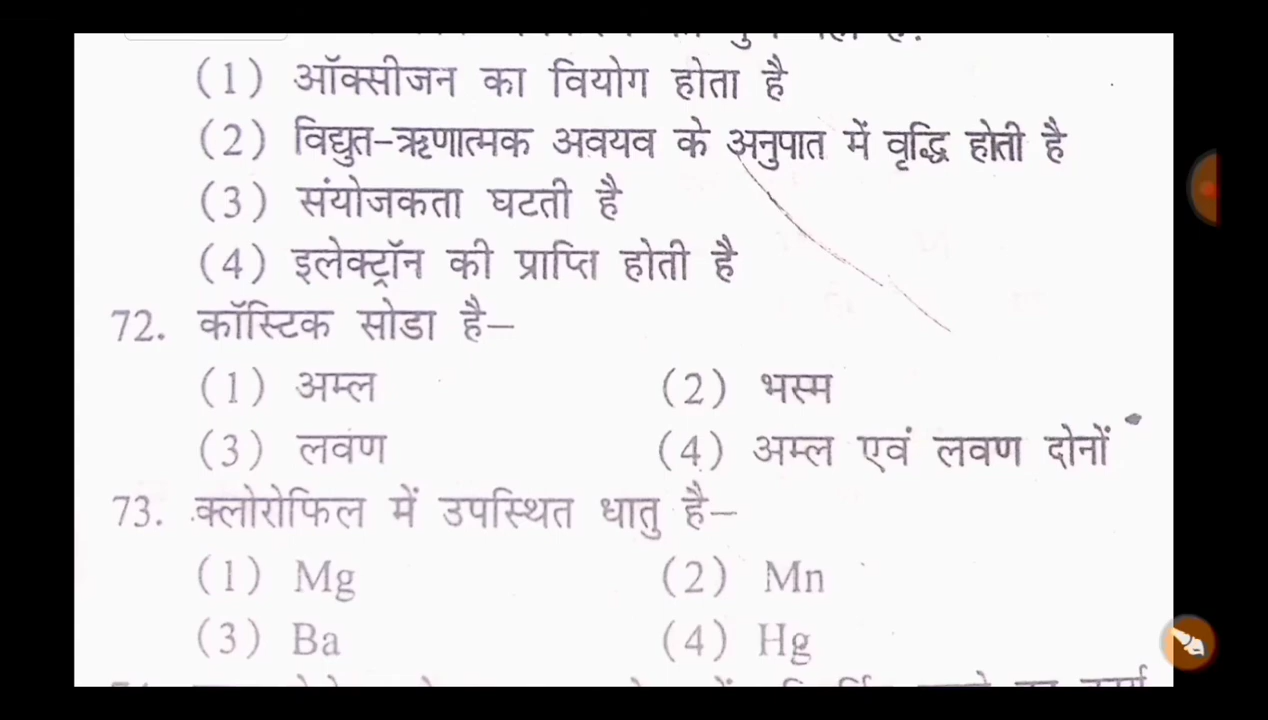 (1) ऑक्सीजन का वियोग होता है
(2) विद्युत-ऋणात्मक अवयव के अनुपात में वृद्धि होती है
(3) संयोजकता घटती है
(4) इलेक्ट्रॉन की प्राप्ति होती है
72. कॉस्टिक सोडा है–
(1) अम्ल (2) भस्म
(3) लवण (4) अम्ल एवं लवण दोनों
73. क्लोरोफिल में उपस्थित धातु है–
(1) Mg (2) Mn
(3) Ba (4) Hg